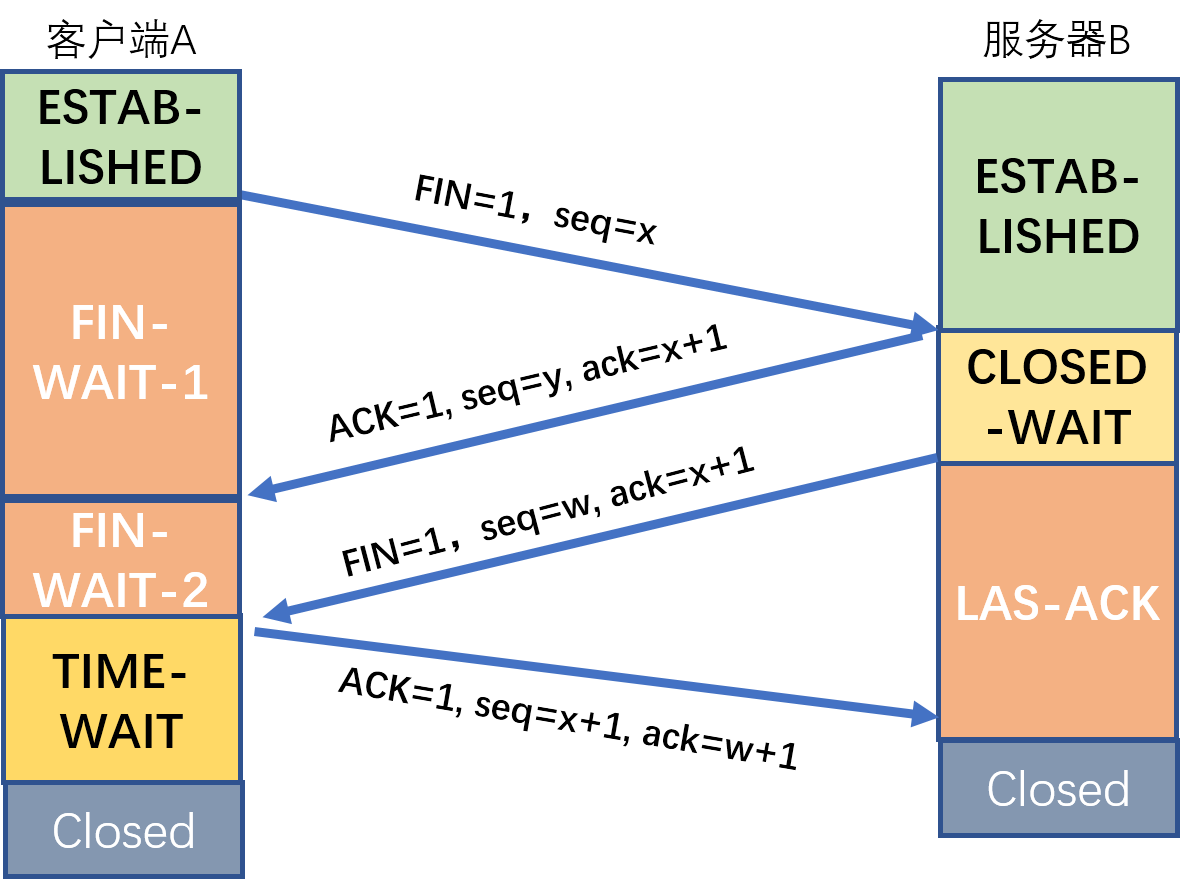 客户端A
服务器B
ESTAB-
LISHED
ESTAB-
LISHED
FIN=1，seq=x
FIN-
WAIT-1
ACK=1, seq=y, ack=x+1
CLOSED
-WAIT
FIN=1，seq=w, ack=x+1
FIN-
WAIT-2
LAS-ACK
TIME-
WAIT
ACK=1, seq=x+1, ack=w+1
Closed
Closed